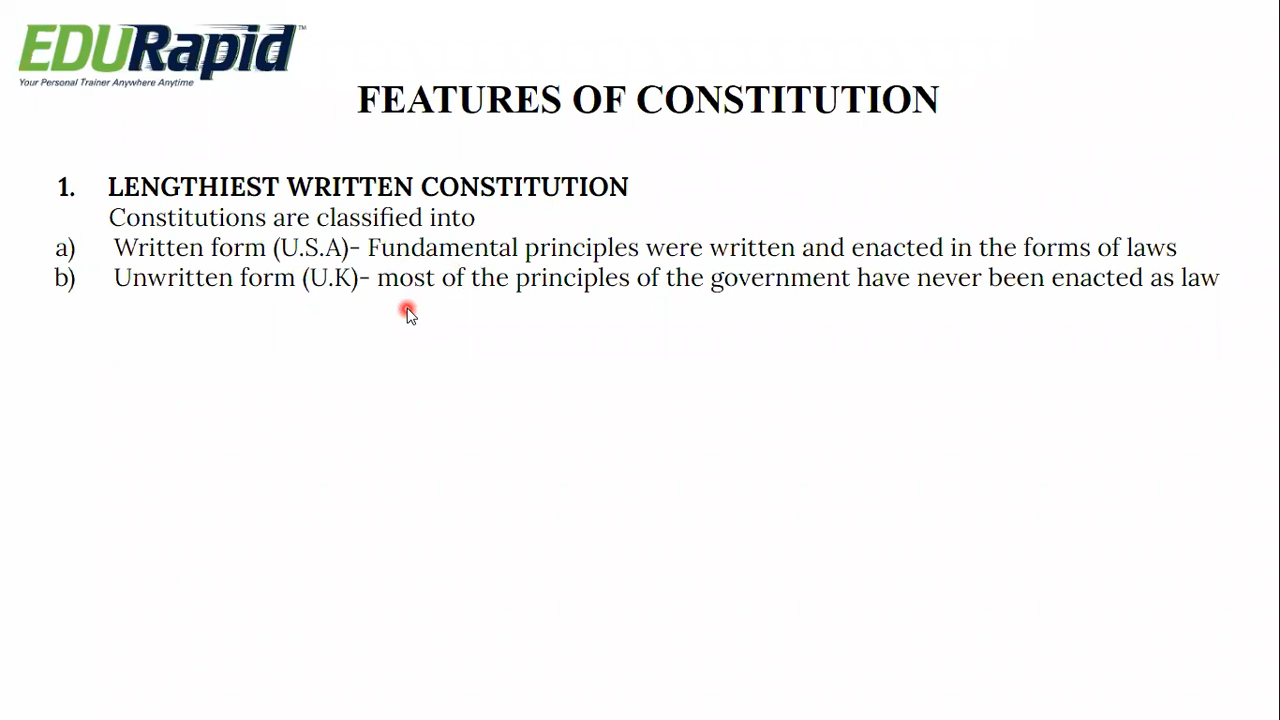 EDURapid™
Your Personal Trainer Anywhere Anytime
FEATURES OF CONSTITUTION
1. LENGTHIEST WRITTEN CONSTITUTION
Constitutions are classified into
a) Written form (U.S.A)- Fundamental principles were written and enacted in the forms of laws
b) Unwritten form (U.K)- most of the principles of the government have never been enacted as law